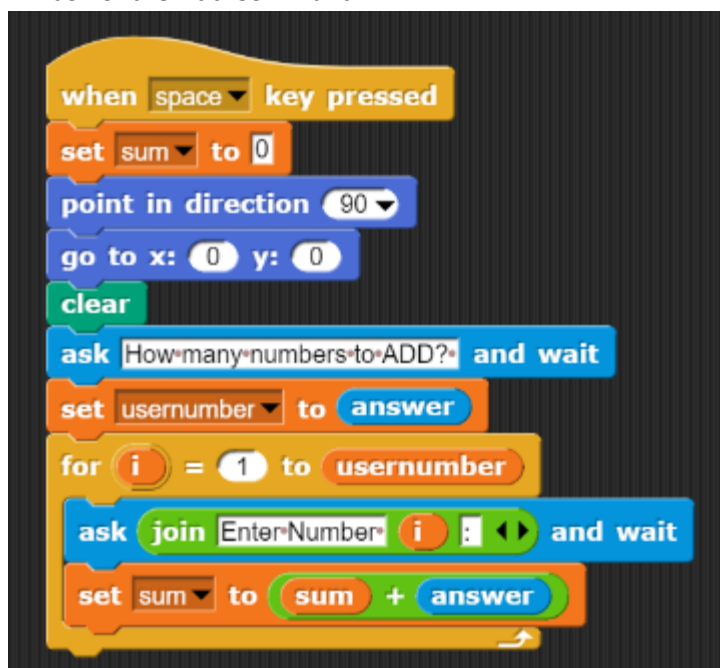 when space key pressed
set sum to 0
point in direction 90
go to x: 0 y: 0
clear
ask How many numbers to ADD? and wait
set usernumber to answer
for i = 1 to usernumber
ask join Enter Number i : and wait
set sum to sum + answer